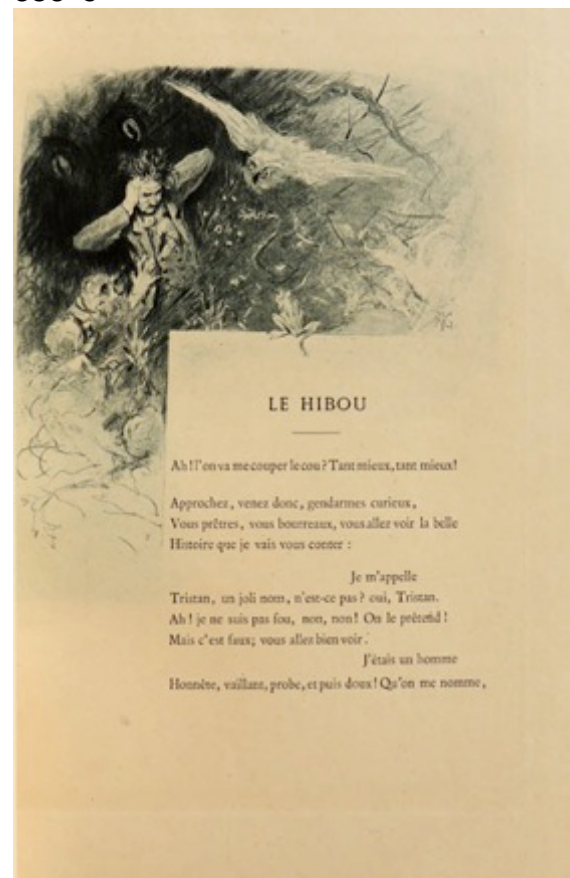 LE HIBOU
Ah! l'on va me couper le cou? Tant mieux, tant mieux!
Approchez, venez donc, gendarmes curieux,
Vous prêtres, vous bourreaux, vous allez voir la belle
Histoire que je vais vous conter :
Je m'appelle
Tristan, un joli nom, n'est-ce pas? oui, Tristan.
Ah! je ne suis pas fou, non, non! On le prétend!
Mais c'est faux; vous allez bien voir.
J'étais un homme
Honnête, vaillant, probe, et puis doux! Qu'on me nomme,